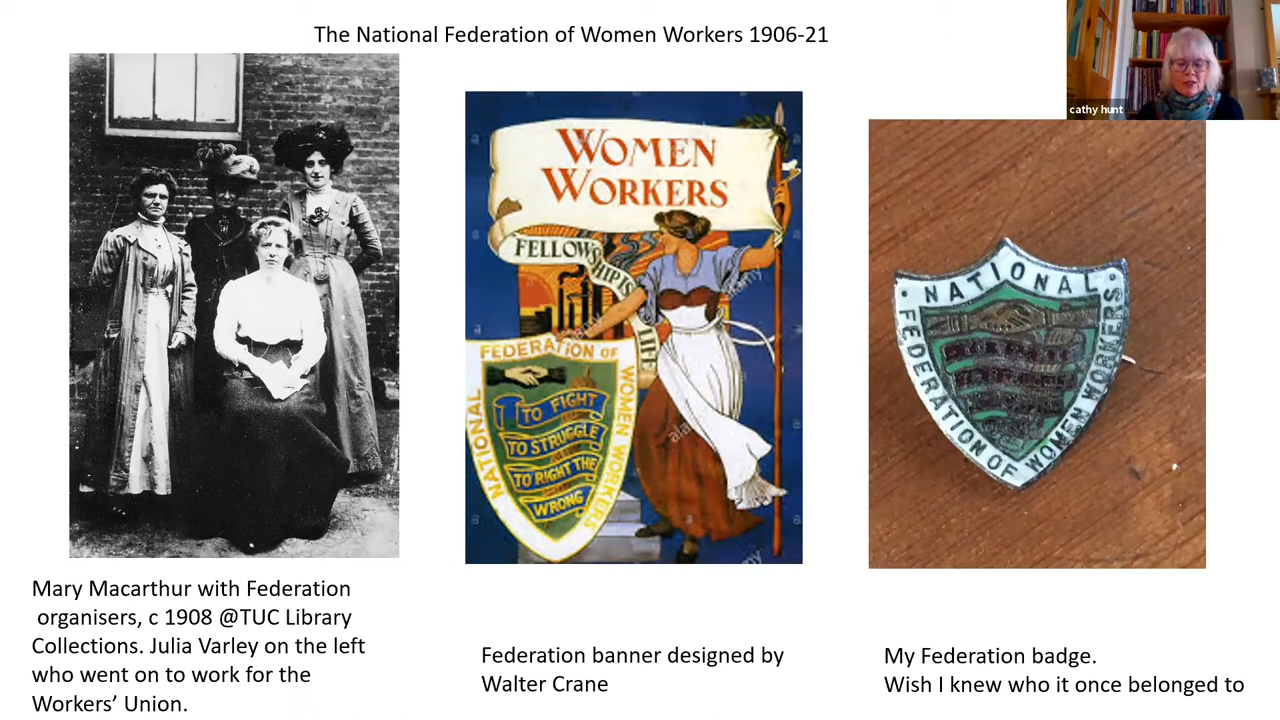 The National Federation of Women Workers 1906-21
cathy hunt
WOMEN
WORKERS
FELLOWSHIP IS
LIFE
NATIONAL
FEDERATION OF
WOMEN WORKERS
TO FIGHT
TO STRUGGLE
TO RIGHT THE
WRONG
alamy
NATIONAL
FEDERATION OF
WOMEN WORKERS
Mary Macarthur with Federation
organisers, c 1908 @TUC Library
Collections. Julia Varley on the left
who went on to work for the
Workers’ Union.
Federation banner designed by
Walter Crane
My Federation badge.
Wish I knew who it once belonged to